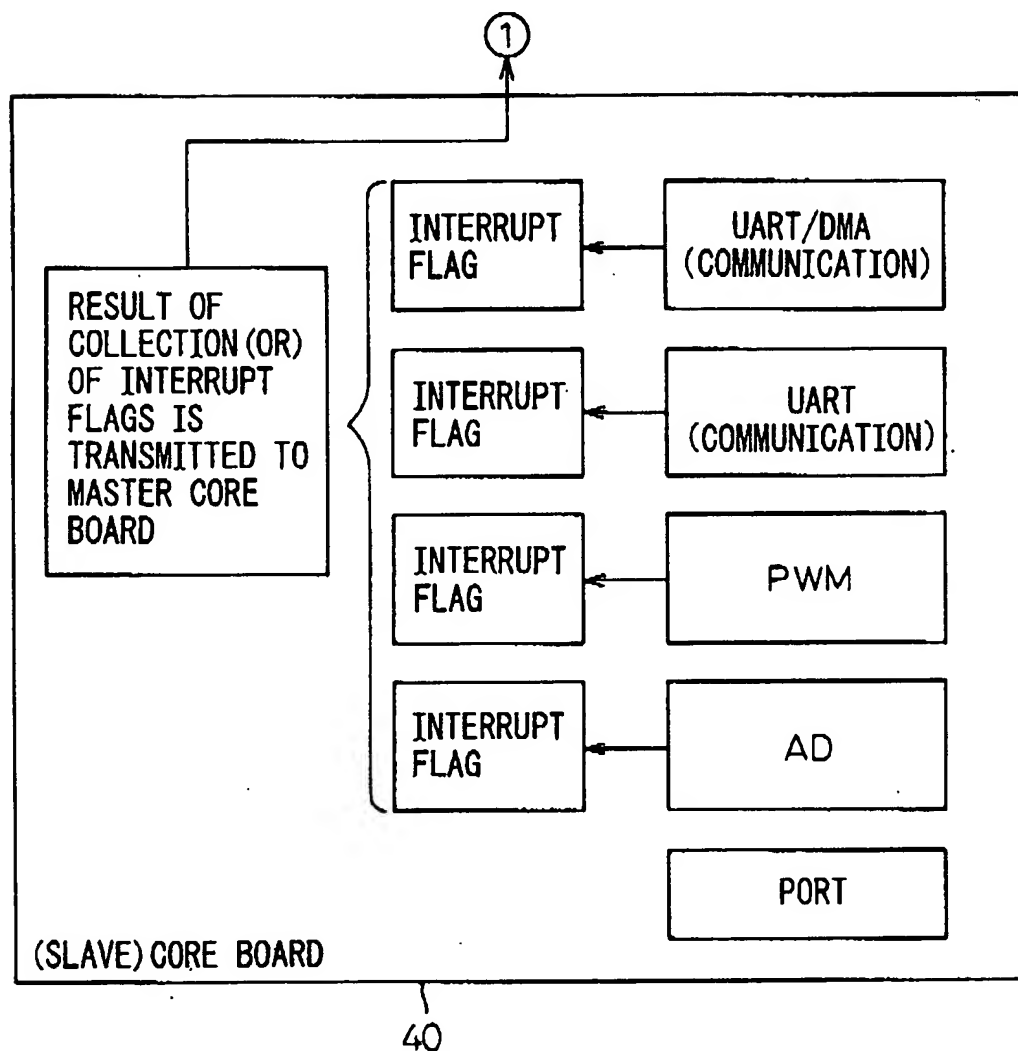 1
RESULT OF
COLLECTION (OR)
OF INTERRUPT
FLAGS IS
TRANSMITTED TO
MASTER CORE
BOARD
INTERRUPT
FLAG
UART/DMA
(COMMUNICATION)
INTERRUPT
FLAG
UART
(COMMUNICATION)
INTERRUPT
FLAG
PWM
INTERRUPT
FLAG
AD
PORT
(SLAVE) CORE BOARD
40